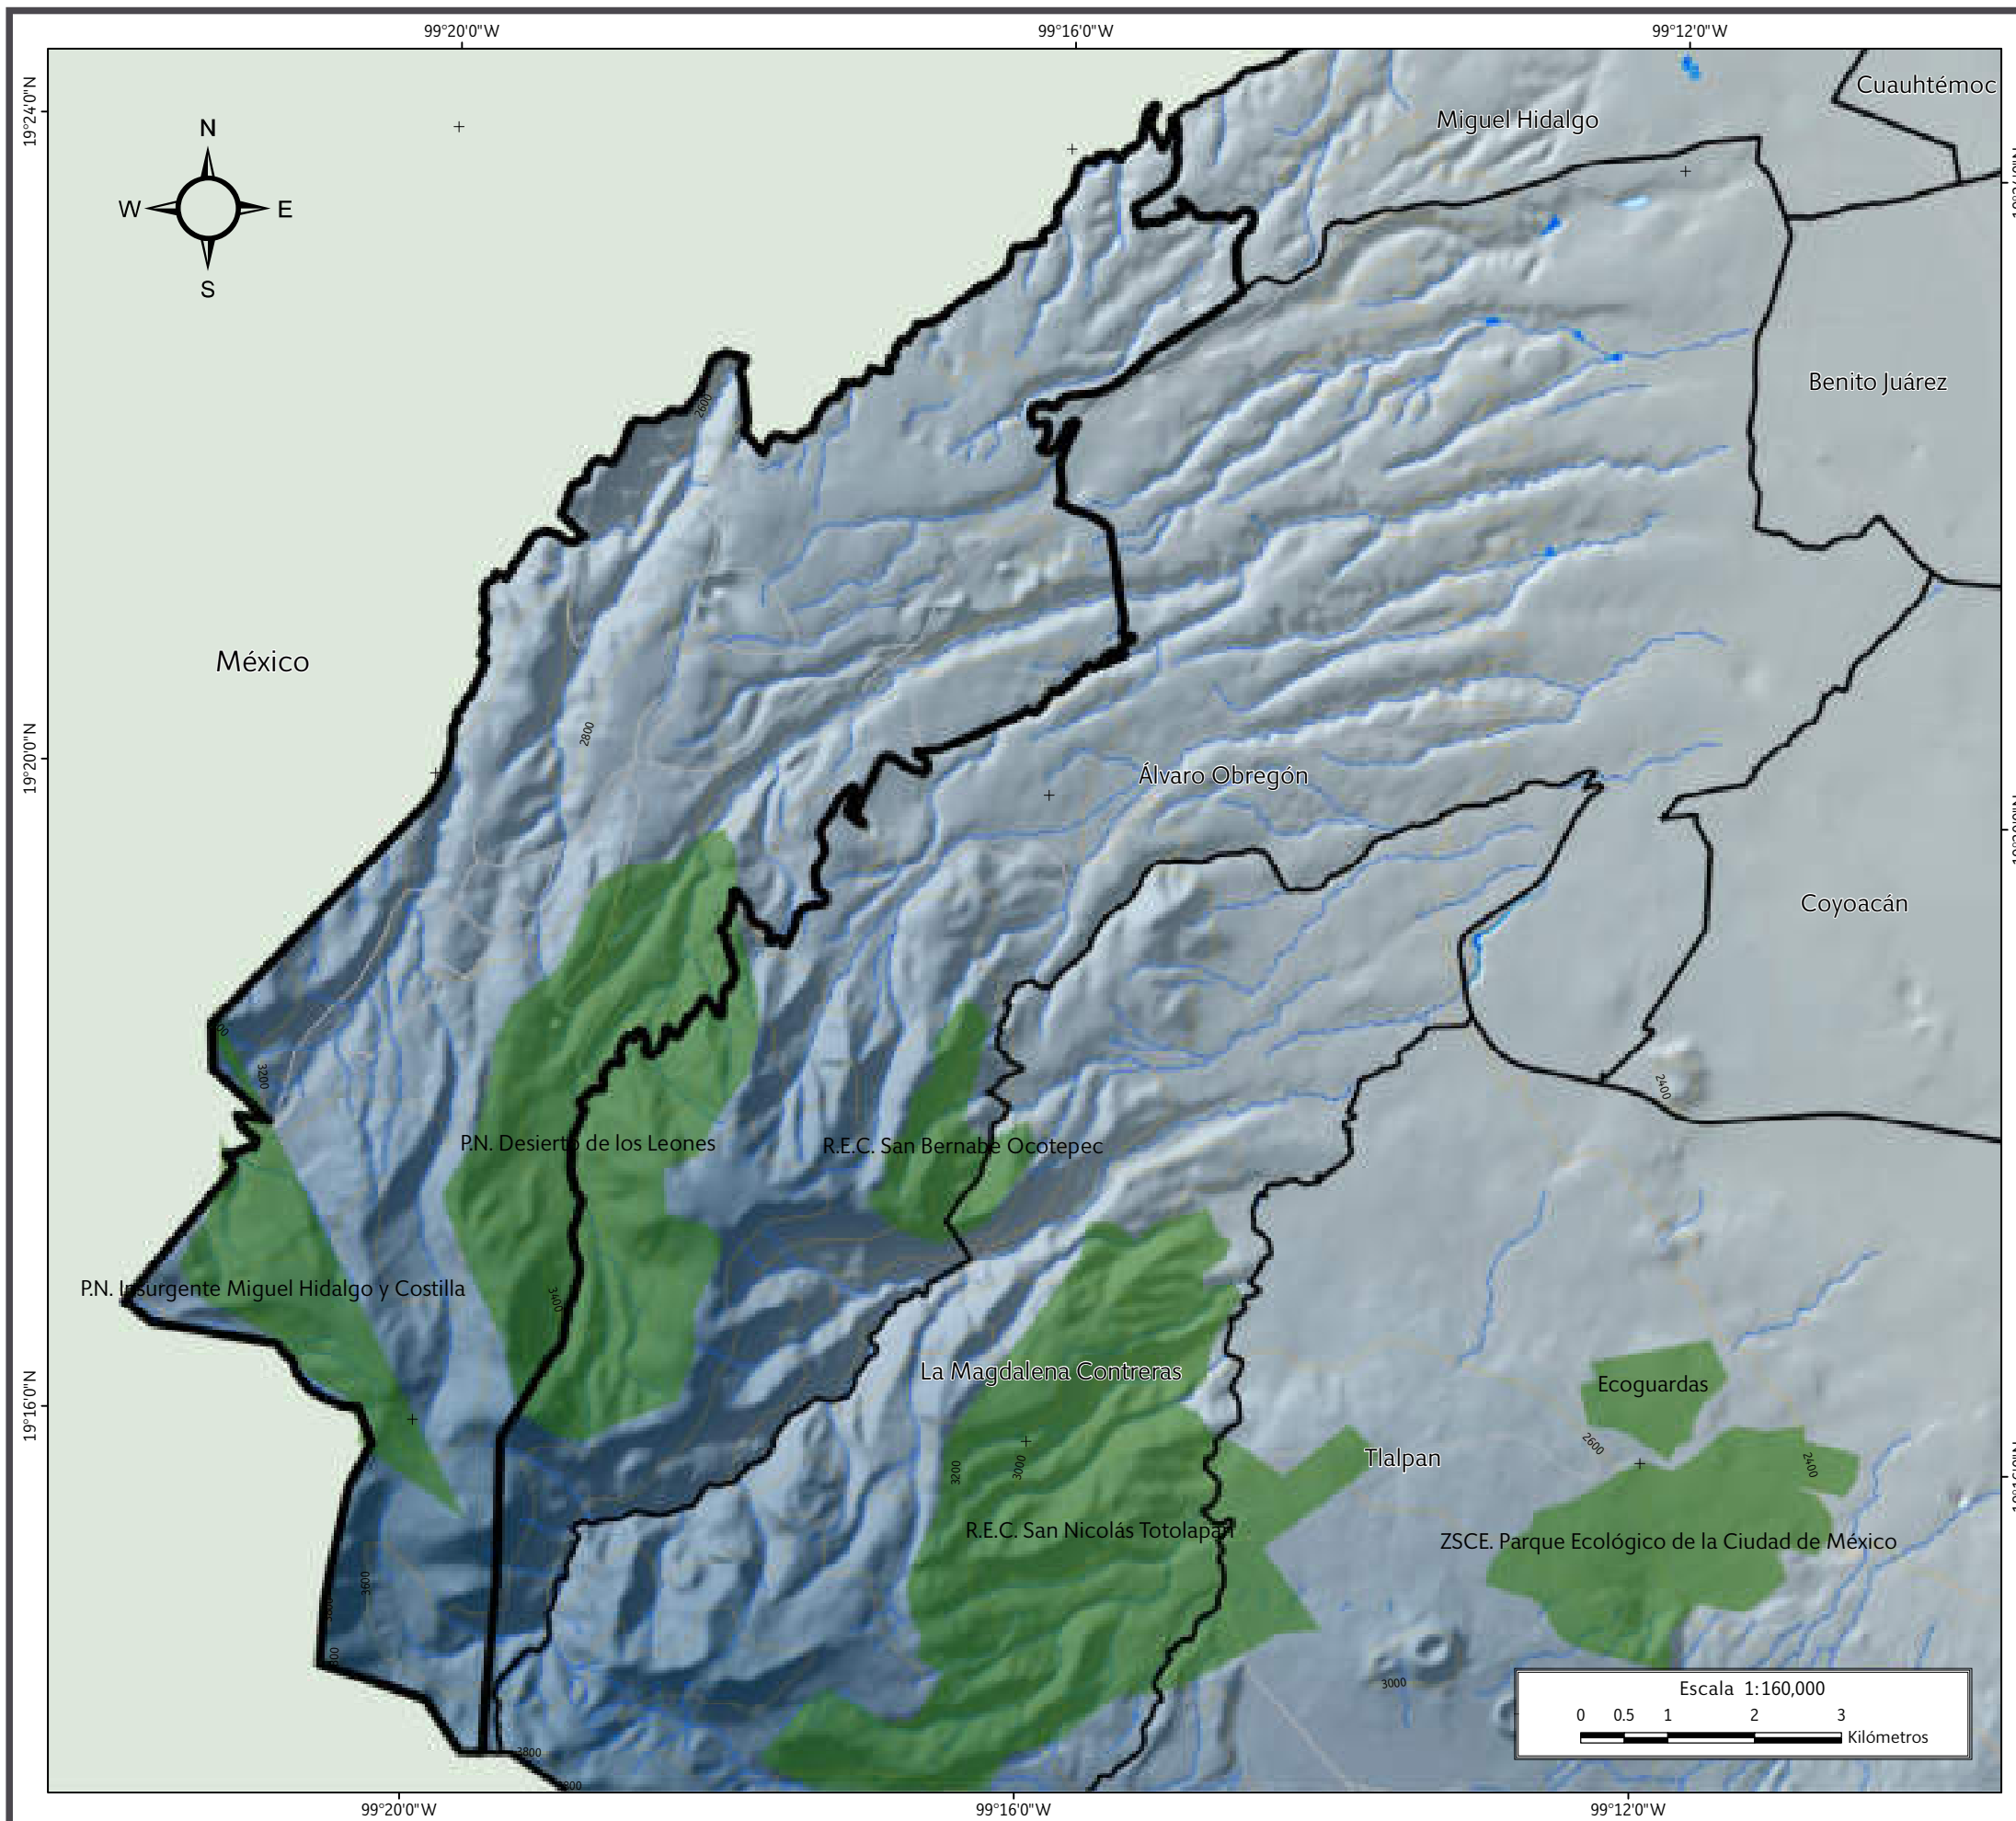 99°20'0"W
99°16'0"W
99°12'0"W
19°24'0"N
Cuauhtémoc
Miguel Hidalgo
N
W
E
S
Benito Juárez
2600
México
2800
19°20'0"N
Álvaro Obregón
Coyoacán
3200
2400
P.N. Desierto de los Leones
R.E.C. San Bernabe Ocotepec
P.N. Insurgente Miguel Hidalgo y Costilla
3400
La Magdalena Contreras
Ecoguardas
19°16'0"N
2600
Tlalpan
2400
3200
3000
R.E.C. San Nicolás Totolapan
ZSCE. Parque Ecológico de la Ciudad de México
3600
3000
Escala 1:160,000
0 0.5 1 2 3
Kilómetros
3800
99°20'0"W
99°16'0"W
99°12'0"W